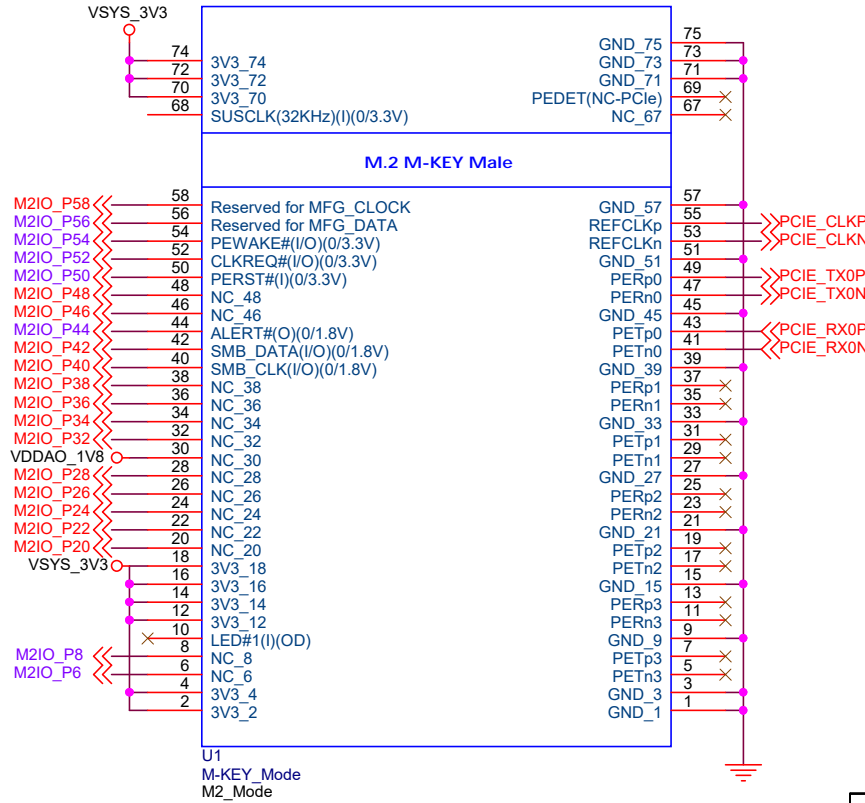 VSYS_3V3
74 3V3_74 GND_75 75
72 3V3_72 GND_73 73
70 3V3_70 GND_71 71
68 SUSCLK(32KHz)(I)(0/3.3V) PEDET(NC-PCIe) 69
NC_67 67
M.2 M-KEY Male
M2IO_P58 58 Reserved for MFG_CLOCK GND_57 57
M2IO_P56 56 Reserved for MFG_DATA REFCLKp 55 PCIE_CLKP
M2IO_P54 54 PEWAKE#(I/O)(0/3.3V) REFCLKn 53 PCIE_CLKN
M2IO_P52 52 CLKREQ#(I/O)(0/3.3V) GND_51 51
M2IO_P50 50 PERST#(I)(0/3.3V) PERp0 49 PCIE_TX0P
M2IO_P48 48 NC_48 PERn0 47 PCIE_TX0N
M2IO_P46 46 NC_46 GND_45 45
M2IO_P44 44 ALERT#(O)(0/1.8V) PETp0 43 PCIE_RX0P
M2IO_P42 42 SMB_DATA(I/O)(0/1.8V) PETn0 41 PCIE_RX0N
M2IO_P40 40 SMB_CLK(I/O)(0/1.8V) GND_39 39
M2IO_P38 38 NC_38 PERp1 37
M2IO_P36 36 NC_36 PERn1 35
M2IO_P34 34 NC_34 GND_33 33
M2IO_P32 32 NC_32 PETp1 31
VDDAO_1V8 30 NC_30 PETn1 29
M2IO_P28 28 NC_28 GND_27 27
M2IO_P26 26 NC_26 PERp2 25
M2IO_P24 24 NC_24 PERn2 23
M2IO_P22 22 NC_22 GND_21 21
M2IO_P20 20 NC_20 PETp2 19
VSYS_3V3 18 3V3_18 PETn2 17
16 3V3_16 GND_15 15
14 3V3_14 PERp3 13
12 3V3_12 PERn3 11
10 LED#1(I)(OD) GND_9 9
M2IO_P8 8 NC_8 PETp3 7
M2IO_P6 6 NC_6 PETn3 5
4 3V3_4 GND_3 3
2 3V3_2 GND_1 1
U1
M-KEY_Mode
M2_Mode